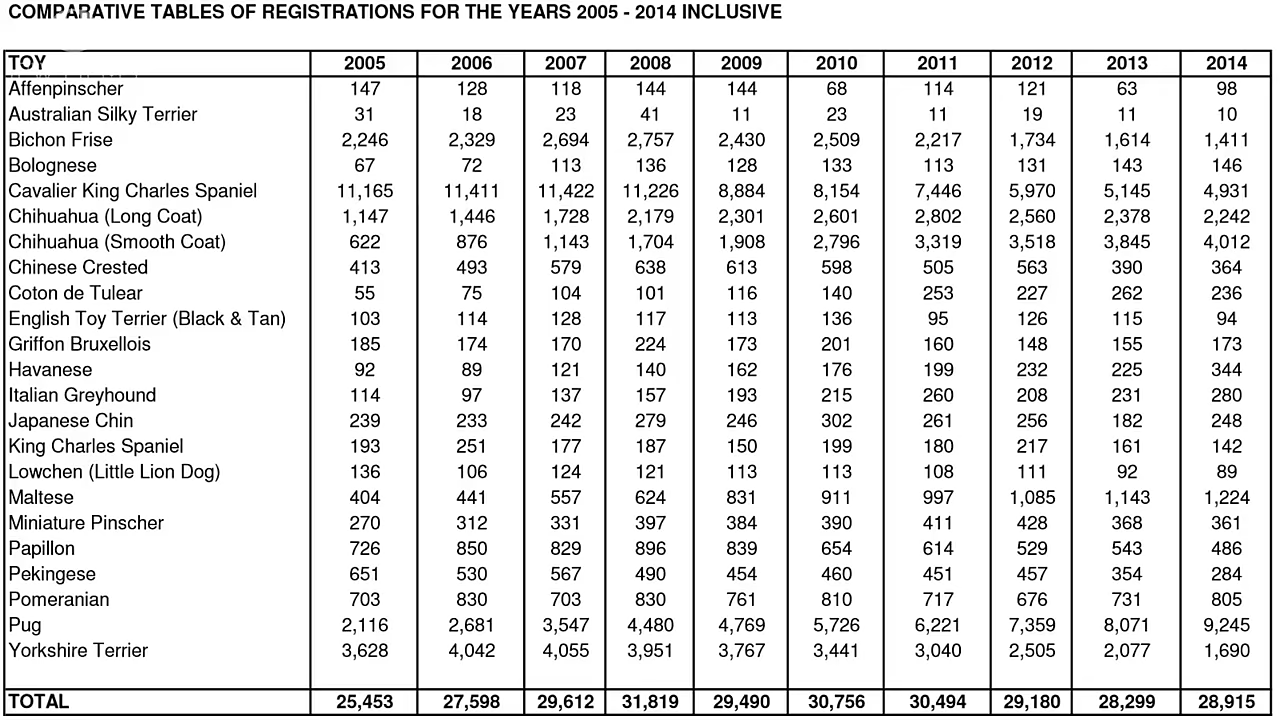 COMPARATIVE TABLES OF REGISTRATIONS FOR THE YEARS 2005 - 2014 INCLUSIVE
TOY 2005 2006 2007 2008 2009 2010 2011 2012 2013 2014
Affenpinscher 147 128 118 144 144 68 114 121 63 98
Australian Silky Terrier 31 18 23 41 11 23 11 19 11 10
Bichon Frise 2,246 2,329 2,694 2,757 2,430 2,509 2,217 1,734 1,614 1,411
Bolognese 67 72 113 136 128 133 113 131 143 146
Cavalier King Charles Spaniel 11,165 11,411 11,422 11,226 8,884 8,154 7,446 5,970 5,145 4,931
Chihuahua (Long Coat) 1,147 1,446 1,728 2,179 2,301 2,601 2,802 2,560 2,378 2,242
Chihuahua (Smooth Coat) 622 876 1,143 1,704 1,908 2,796 3,319 3,518 3,845 4,012
Chinese Crested 413 493 579 638 613 598 505 563 390 364
Coton de Tulear 55 75 104 101 116 140 253 227 262 236
English Toy Terrier (Black & Tan) 103 114 128 117 113 136 95 126 115 94
Griffon Bruxellois 185 174 170 224 173 201 160 148 155 173
Havanese 92 89 121 140 162 176 199 232 225 344
Italian Greyhound 114 97 137 157 193 215 260 208 231 280
Japanese Chin 239 233 242 279 246 302 261 256 182 248
King Charles Spaniel 193 251 177 187 150 199 180 217 161 142
Lowchen (Little Lion Dog) 136 106 124 121 113 113 108 111 92 89
Maltese 404 441 557 624 831 911 997 1,085 1,143 1,224
Miniature Pinscher 270 312 331 397 384 390 411 428 368 361
Papillon 726 850 829 896 839 654 614 529 543 486
Pekingese 651 530 567 490 454 460 451 457 354 284
Pomeranian 703 830 703 830 761 810 717 676 731 805
Pug 2,116 2,681 3,547 4,480 4,769 5,726 6,221 7,359 8,071 9,245
Yorkshire Terrier 3,628 4,042 4,055 3,951 3,767 3,441 3,040 2,505 2,077 1,690
TOTAL 25,453 27,598 29,612 31,819 29,490 30,756 30,494 29,180 28,299 28,915